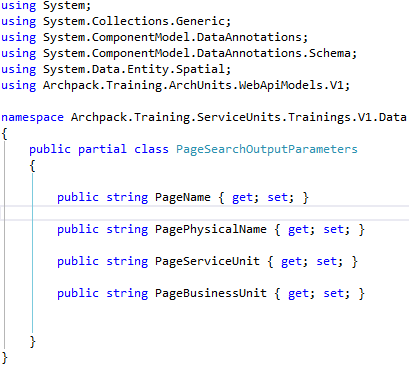 using System;
using System.Collections.Generic;
using System.ComponentModel.DataAnnotations;
using System.ComponentModel.DataAnnotations.Schema;
using System.Data.Entity.Spatial;
using Archpack.Training.ArchUnits.WebApiModels.V1;
namespace Archpack.Training.ServiceUnits.Trainings.V1.Data
{
public partial class PageSearchOutputParameters
{
public string PageName { get; set; }
public string PagePhysicalName { get; set; }
public string PageServiceUnit { get; set; }
public string PageBusinessUnit { get; set; }
}
}